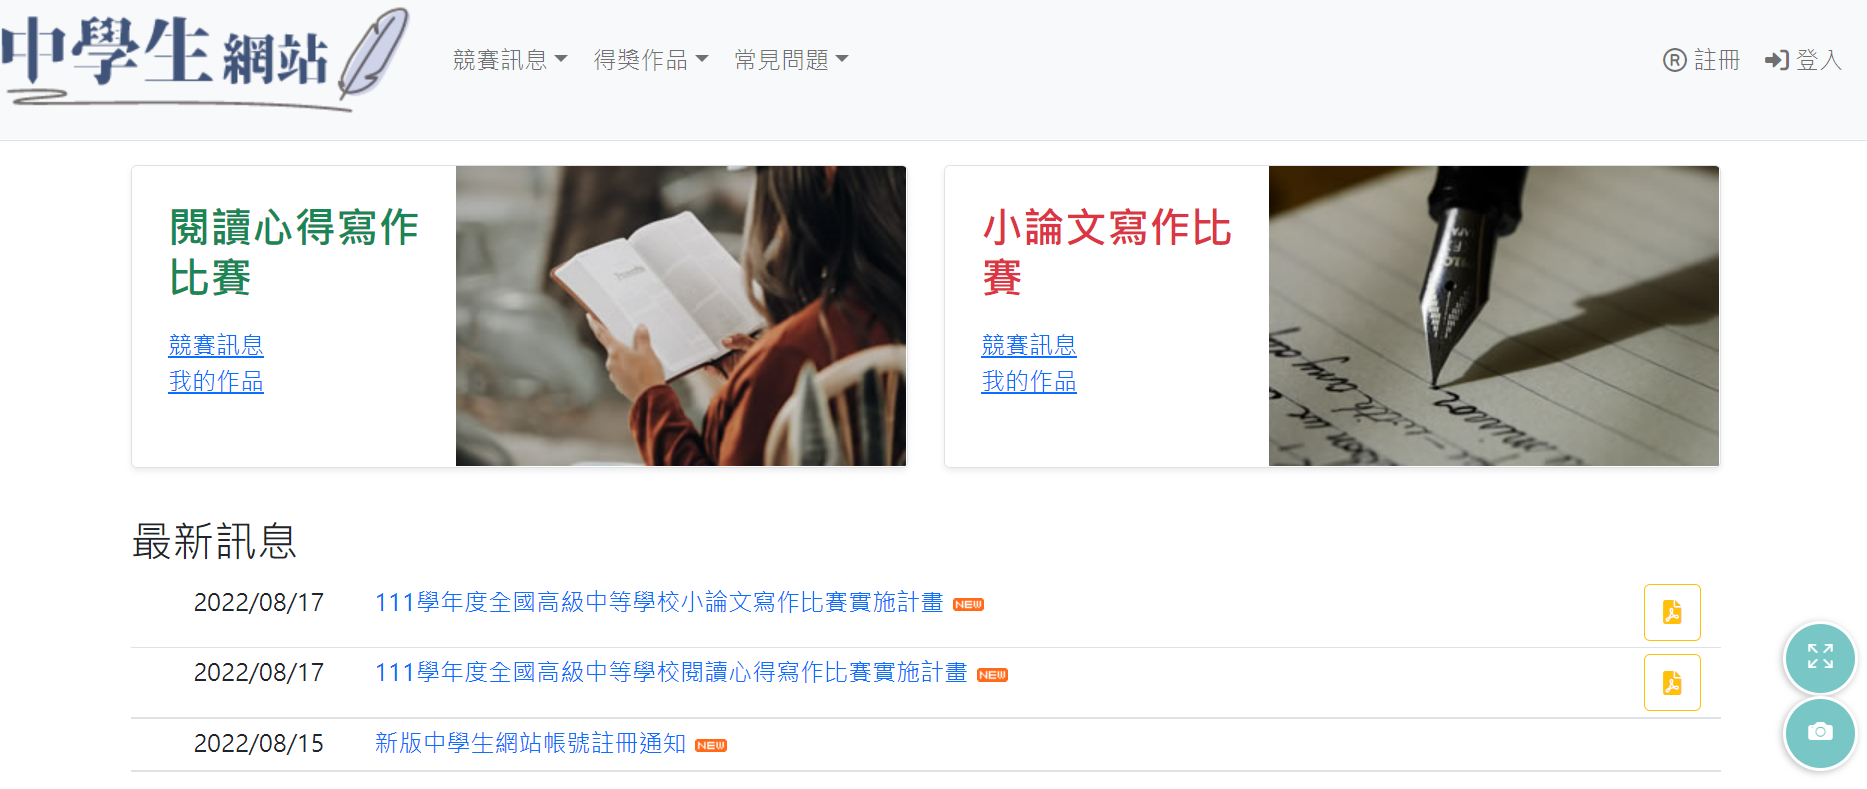 中學生網站
競賽訊息 得獎作品 常見問題
註冊 登入
閱讀心得寫作
比賽
競賽訊息
我的作品
小論文寫作比
賽
競賽訊息
我的作品
最新訊息
2022/08/17 111學年度全國高級中等學校小論文寫作比賽實施計畫 NEW
2022/08/17 111學年度全國高級中等學校閱讀心得寫作比賽實施計畫 NEW
2022/08/15 新版中學生網站帳號註冊通知 NEW